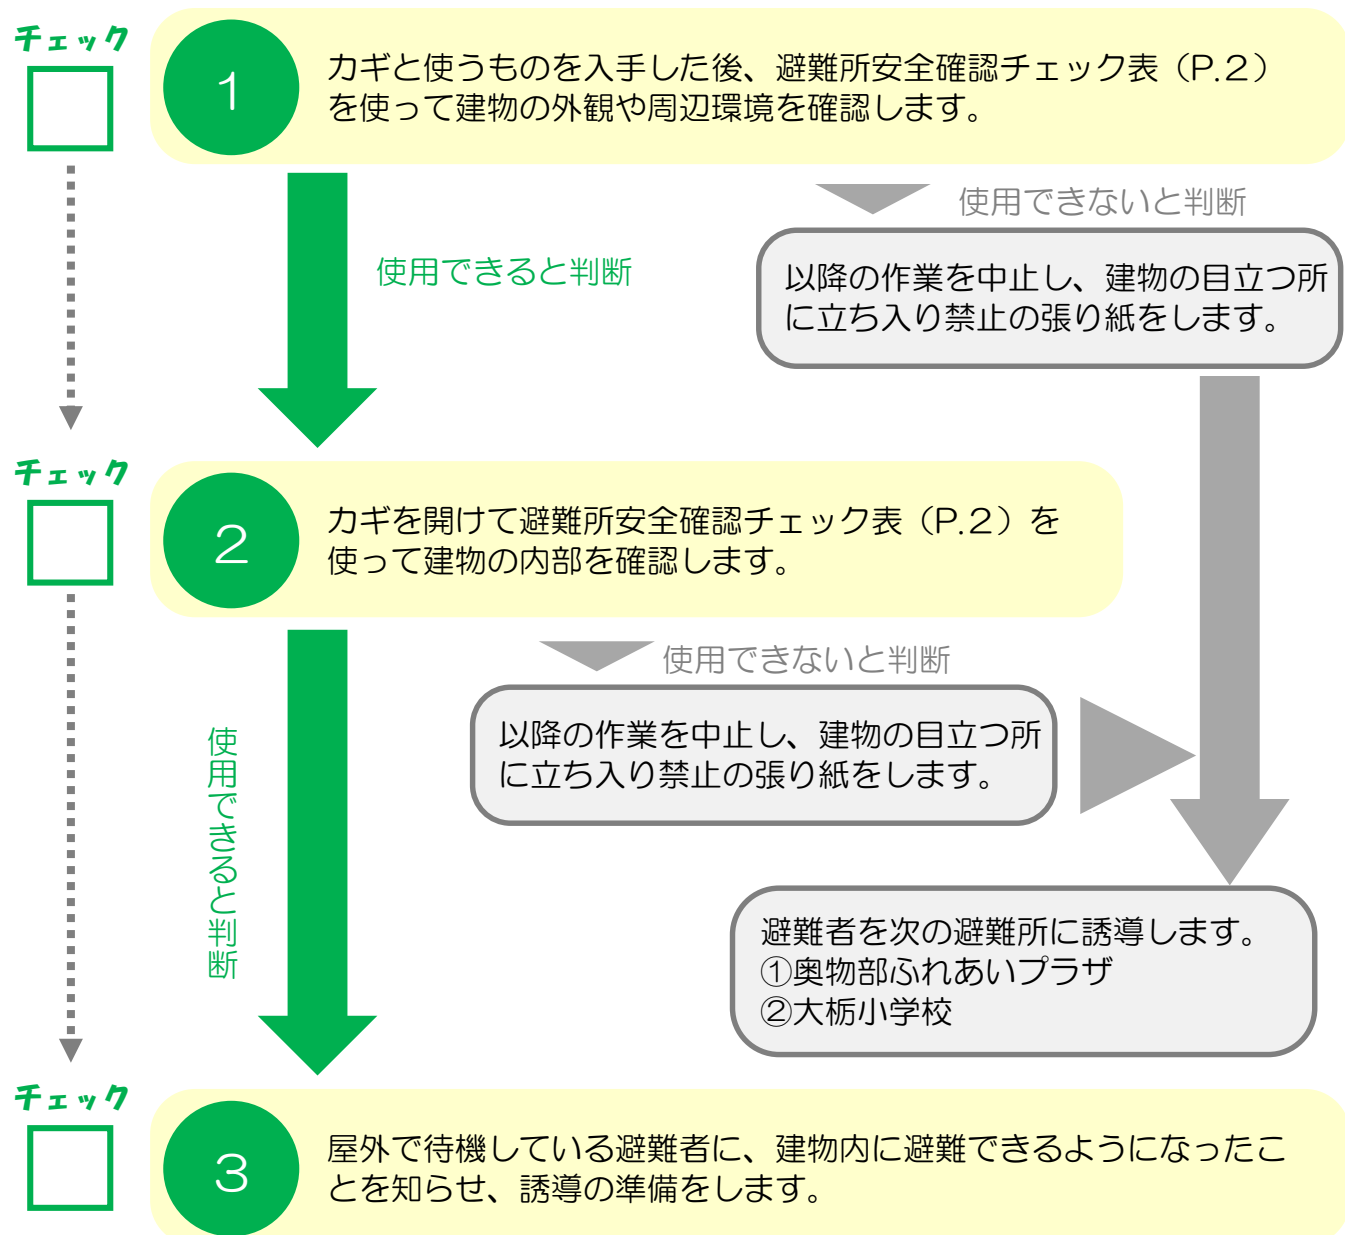 チェック
1
カギと使うものを入手した後、避難所安全確認チェック表（P.2）
を使って建物の外観や周辺環境を確認します。
使用できると判断
使用できないと判断
以降の作業を中止し、建物の目立つ所
に立ち入り禁止の張り紙をします。
チェック
2
カギを開けて避難所安全確認チェック表（P.2）を
使って建物の内部を確認します。
使用できると判断
使用できないと判断
以降の作業を中止し、建物の目立つ所
に立ち入り禁止の張り紙をします。
避難者を次の避難所に誘導します。
①奥物部ふれあいプラザ
②大栃小学校
チェック
3
屋外で待機している避難者に、建物内に避難できるようになったこ
とを知らせ、誘導の準備をします。